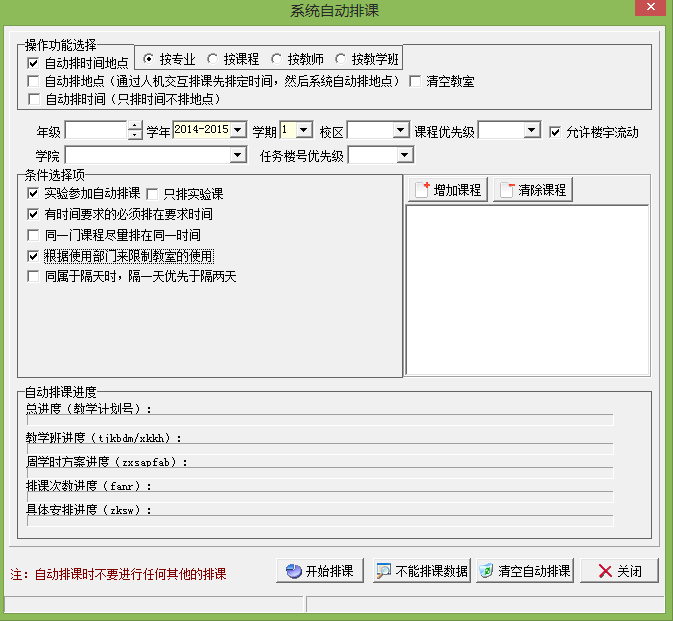 系统自动排课
操作功能选择
自动排时间地点 按专业 按课程 按教师 按教学班
自动排地点（通过人机交互排课先排定时间，然后系统自动排地点） 清空教室
自动排时间（只排时间不排地点）
年级 学年 2014-2015 学期 1 校区 课程优先级 允许楼宇流动
学院 任务楼号优先级
条件选择项
实验参加自动排课 只排实验课
有时间要求的必须排在要求时间
同一门课程尽量排在同一时间
根据使用部门来限制教室的使用
同属于隔天时，隔一天优先于隔两天
增加课程 清除课程
自动排课进度
总进度（教学计划号）：
教学班进度（tjkbdm/xkkh）：
周学时方案进度（zxsapfab）：
排课次数进度（fanr）：
具体安排进度（zksw）：
注：自动排课时不要进行任何其他的排课
开始排课 不能排课数据 清空自动排课 关闭